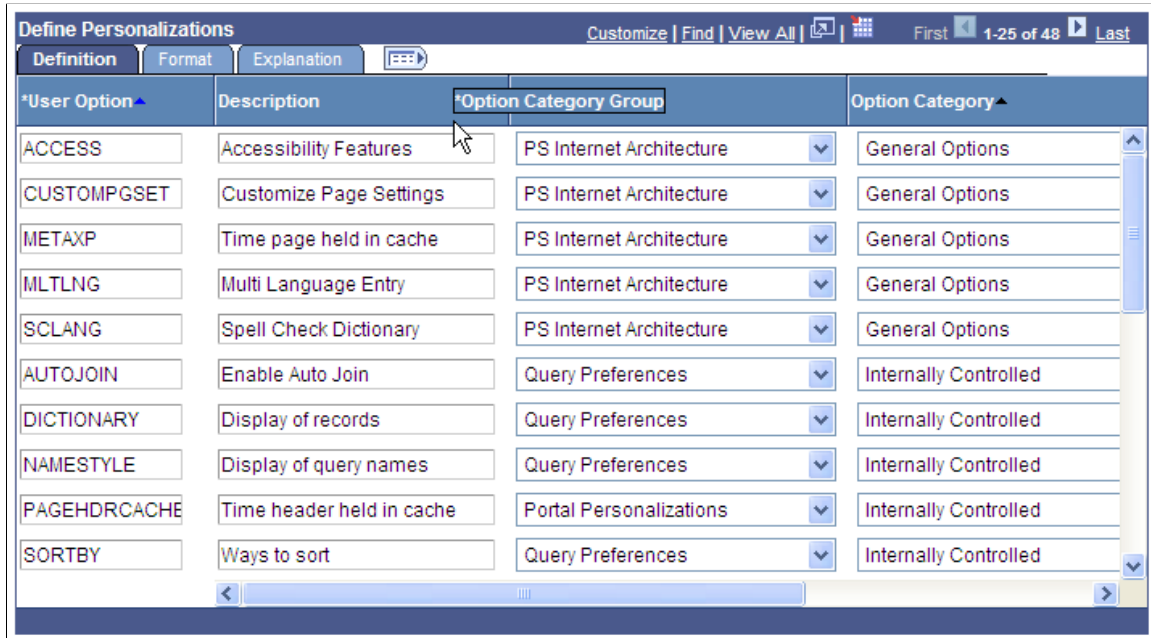 Define Personalizations Customize | Find | View All | | First 1-25 of 48 Last
Definition Format Explanation
*User Option Description *Option Category Group Option Category
ACCESS Accessibility Features PS Internet Architecture General Options
CUSTOMPGSET Customize Page Settings PS Internet Architecture General Options
METAXP Time page held in cache PS Internet Architecture General Options
MLTLNG Multi Language Entry PS Internet Architecture General Options
SCLANG Spell Check Dictionary PS Internet Architecture General Options
AUTOJOIN Enable Auto Join Query Preferences Internally Controlled
DICTIONARY Display of records Query Preferences Internally Controlled
NAMESTYLE Display of query names Query Preferences Internally Controlled
PAGEHDRCACHE Time header held in cache Portal Personalizations Internally Controlled
SORTBY Ways to sort Query Preferences Internally Controlled